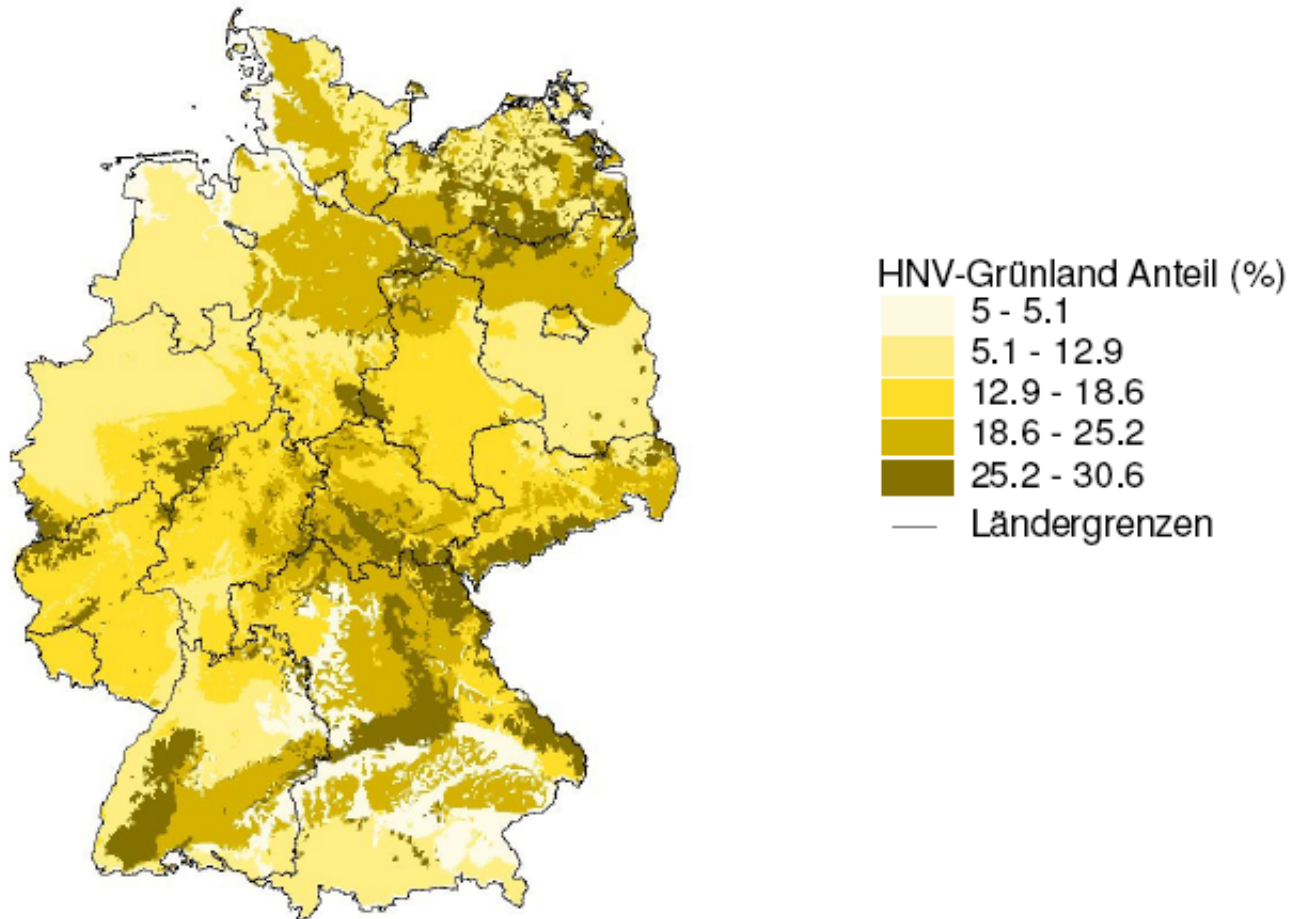 HNV-Grünland Anteil (%)
5 - 5.1
5.1 - 12.9
12.9 - 18.6
18.6 - 25.2
25.2 - 30.6
Ländergrenzen